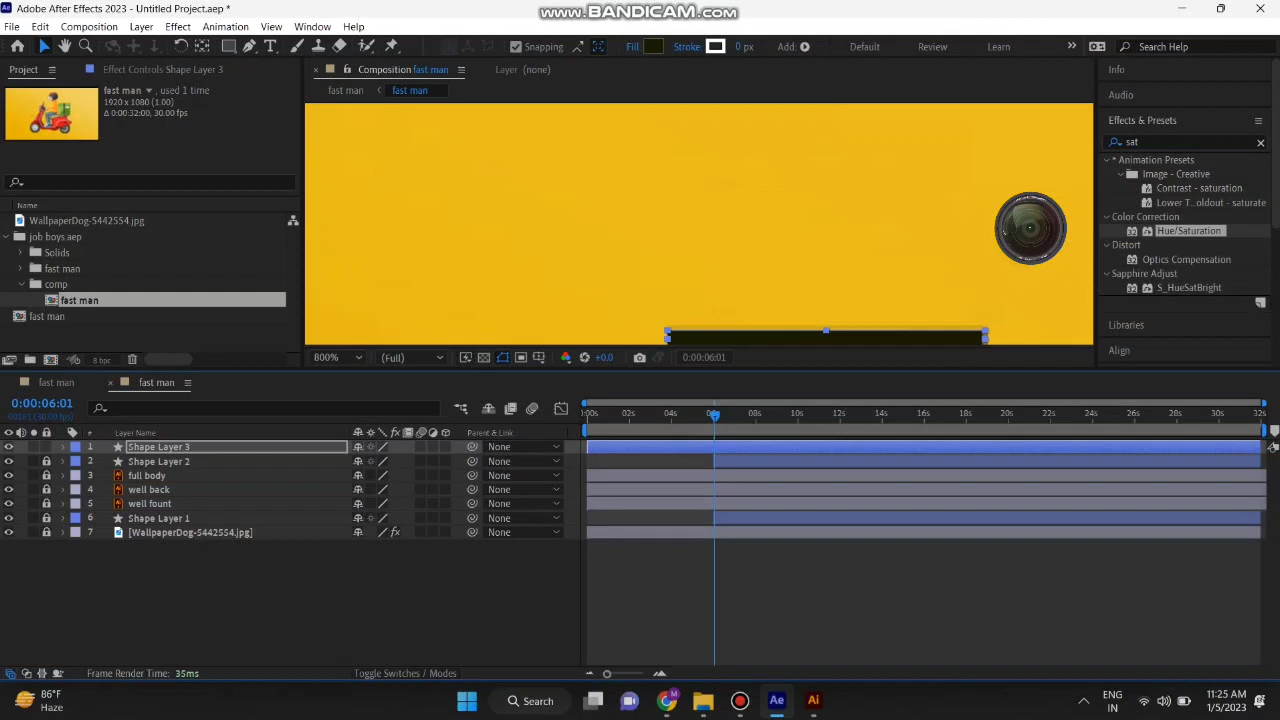 Adobe After Effects 2023 - Untitled Project.aep *
www.BANDICAM.com
File Edit Composition Layer Effect Animation View Window Help
Snapping Fill: Stroke: 0 px Add: Default Review Learn Search Help
Project Effect Controls Shape Layer 3
Composition fast man Layer (none)
Info
fast man fast man
fast man , used 1 time
1920 x 1080 (1.00)
Δ 0:00:32:00, 30.00 fps
Audio
Effects & Presets
sat
* Animation Presets
Image - Creative
Contrast - saturation
Lower T...oldout - saturate
Color Correction
Hue/Saturation
Distort
Optics Compensation
Sapphire Adjust
S_HueSatBright
Libraries
Align
Name
WallpaperDog-5442554.jpg
job boys.aep
Solids
fast man
comp
fast man
fast man
8 bpc
800% (Full) +0.0 0:00:06:01
fast man fast man
0:00:06:01
00181 (30.00 fps)
:00s 02s 04s 06s 08s 10s 12s 14s 16s 18s 20s 22s 24s 26s 28s 30s 32s
# Layer Name Parent & Link
1 Shape Layer 3 None
2 Shape Layer 2 None
3 full body None
4 well back None
5 well fount None
6 Shape Layer 1 None
7 [WallpaperDog-5442554.jpg] None
Frame Render Time: 35ms Toggle Switches / Modes
86°F
Haze
Search
ENG
IN
11:25 AM
1/5/2023